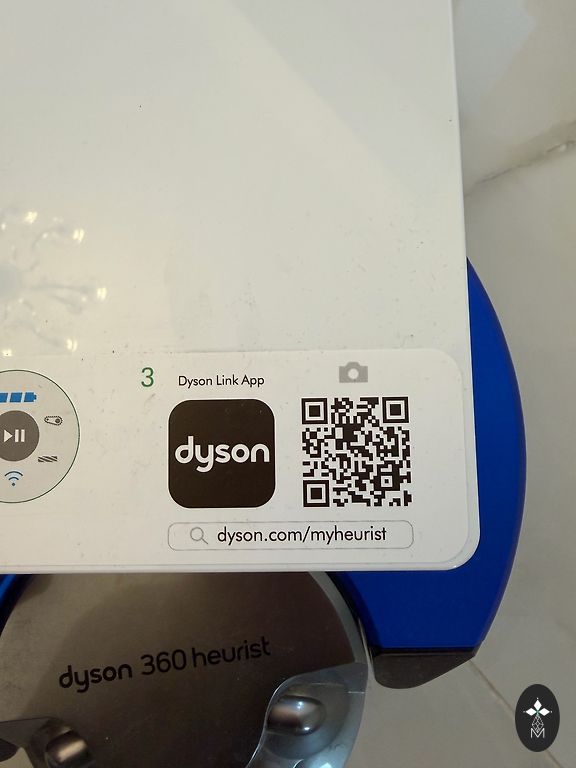 3 Dyson Link App
dyson
dyson.com/myheurist
dyson 360 heurist
M